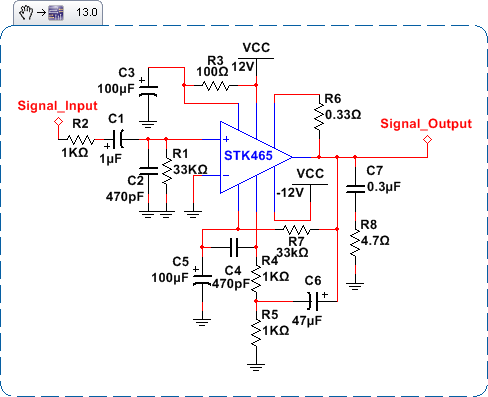 13.0
VCC
12V
R3
100Ω
C3
100µF
Signal_Input
R2
1KΩ
C1
1µF
R6
0.33Ω
Signal_Output
STK465
R1
33KΩ
C2
470pF
VCC
-12V
C7
0.3µF
R8
4.7Ω
R7
33kΩ
C5
100µF
C4
470pF
R4
1KΩ
C6
47µF
R5
1KΩ